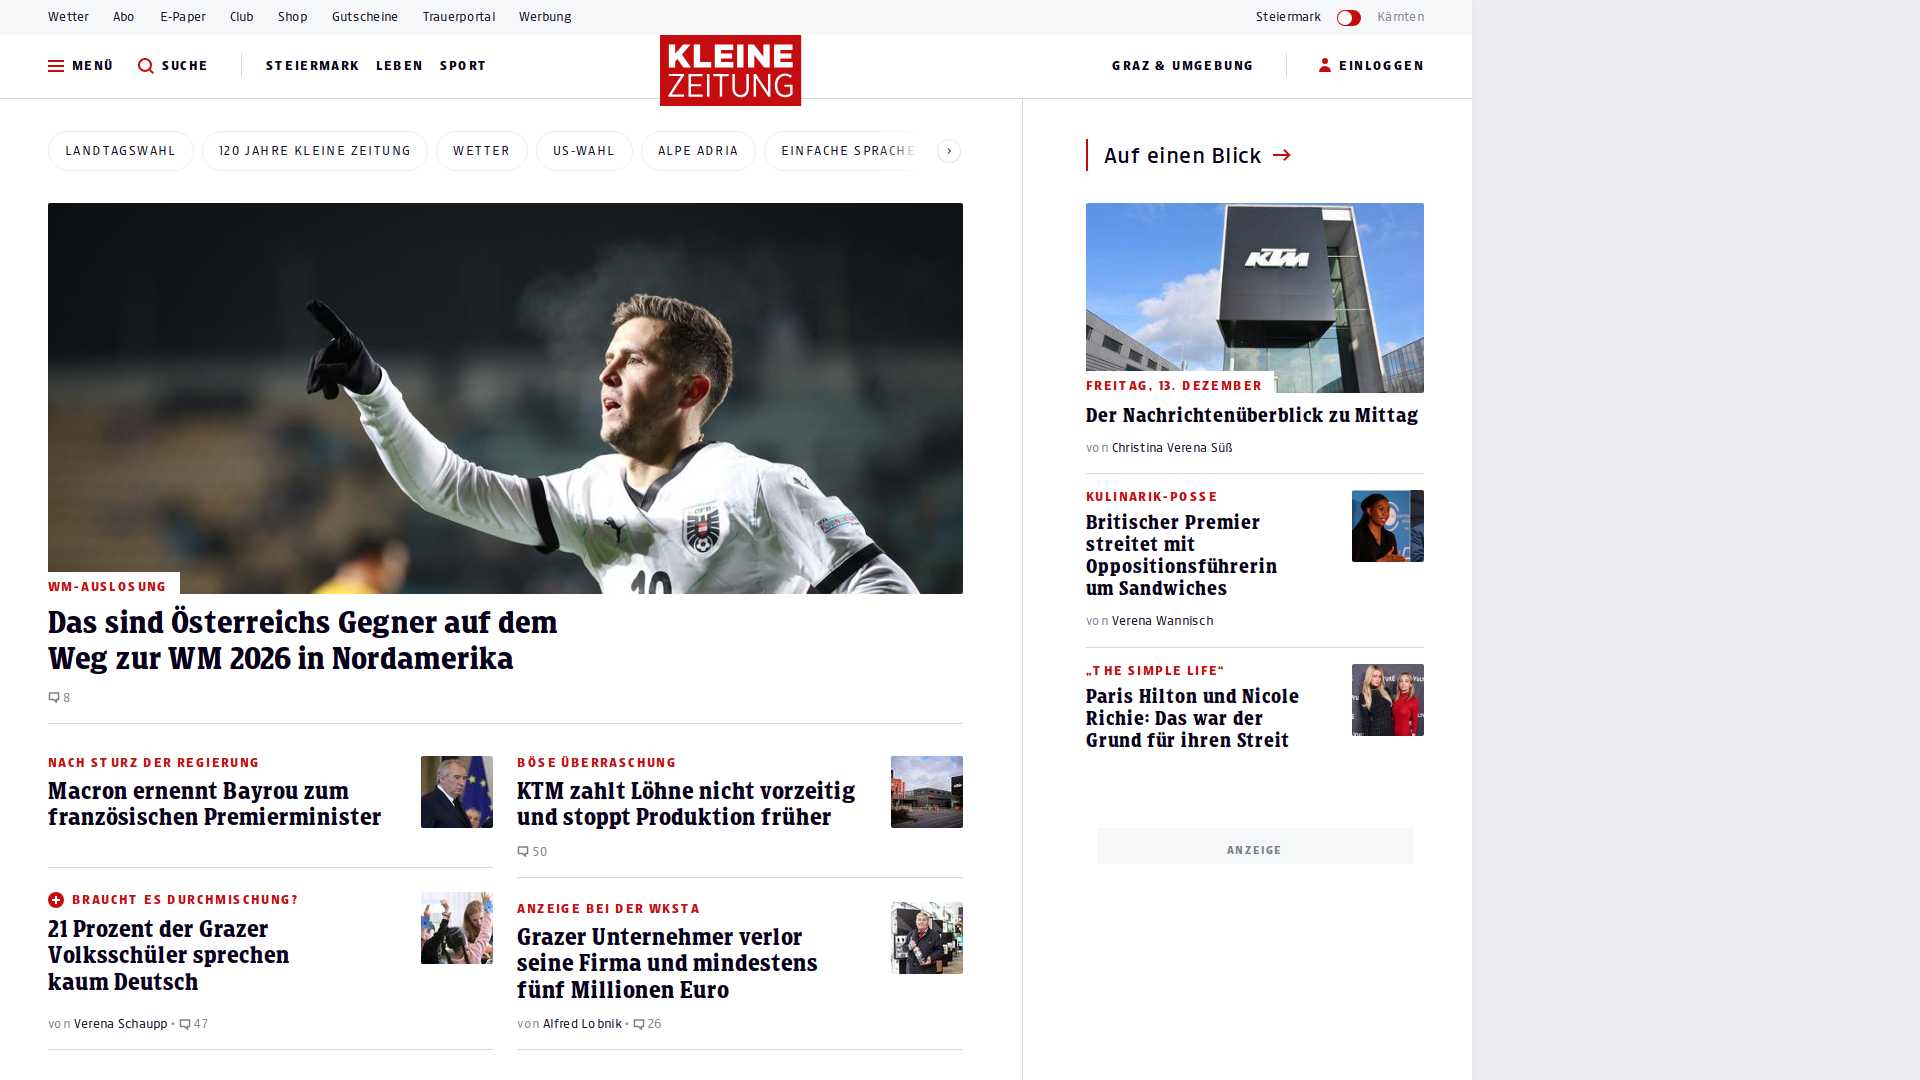 Wetter Abo E-Paper Club Shop Gutscheine Trauerportal Werbung
Steiermark Kärnten
MENÜ SUCHE STEIERMARK LEBEN SPORT
KLEINE
ZEITUNG
GRAZ & UMGEBUNG EINLOGGEN
LANDTAGSWAHL 120 JAHRE KLEINE ZEITUNG WETTER US-WAHL ALPE ADRIA EINFACHE SPRACHE
WM-AUSLOSUNG
Das sind Österreichs Gegner auf dem
Weg zur WM 2026 in Nordamerika
8
NACH STURZ DER REGIERUNG
Macron ernennt Bayrou zum
französischen Premierminister
BÖSE ÜBERRASCHUNG
KTM zahlt Löhne nicht vorzeitig
und stoppt Produktion früher
50
BRAUCHT ES DURCHMISCHUNG?
21 Prozent der Grazer
Volksschüler sprechen
kaum Deutsch
von Verena Schaupp • 47
ANZEIGE BEI DER WKSTA
Grazer Unternehmer verlor
seine Firma und mindestens
fünf Millionen Euro
von Alfred Lobnik • 26
Auf einen Blick
KTM
FREITAG, 13. DEZEMBER
Der Nachrichtenüberblick zu Mittag
von Christina Verena Süß
KULINARIK-POSSE
Britischer Premier
streitet mit
Oppositionsführerin
um Sandwiches
von Verena Wannisch
„THE SIMPLE LIFE“
Paris Hilton und Nicole
Richie: Das war der
Grund für ihren Streit
ANZEIGE